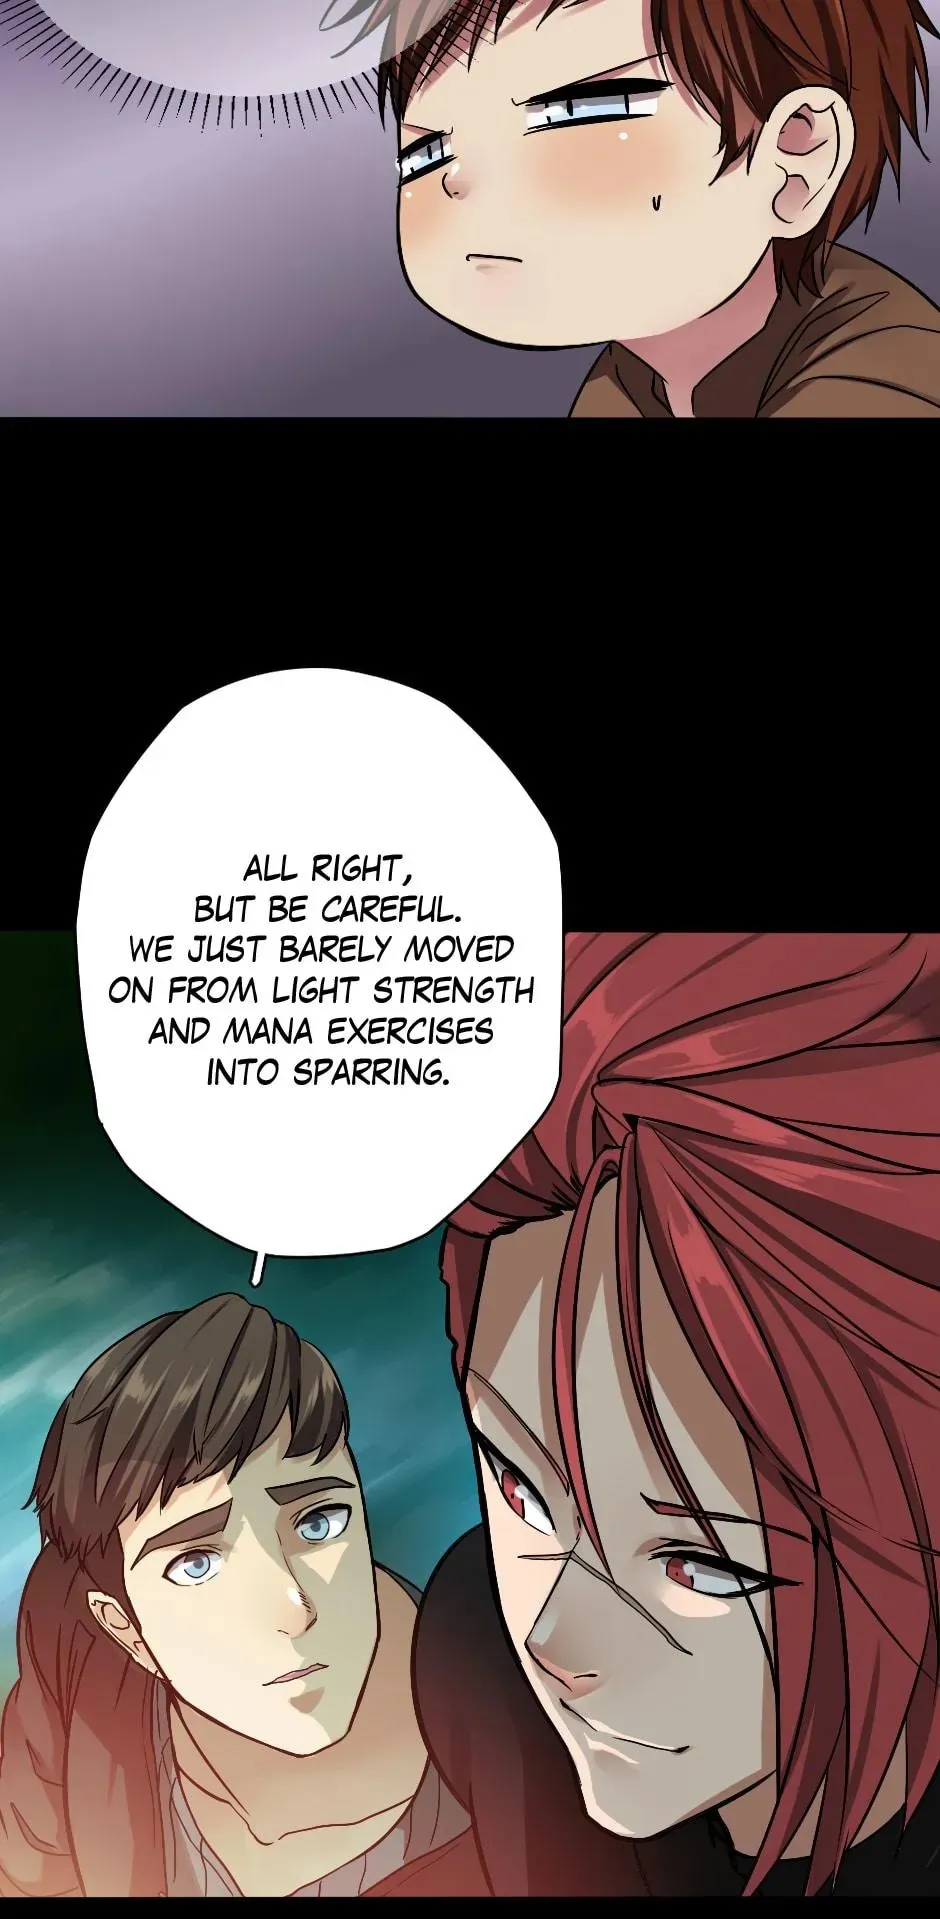 ALL RIGHT,
BUT BE CAREFUL.
WE JUST BARELY MOVED
ON FROM LIGHT STRENGTH
AND MANA EXERCISES
INTO SPARRING.